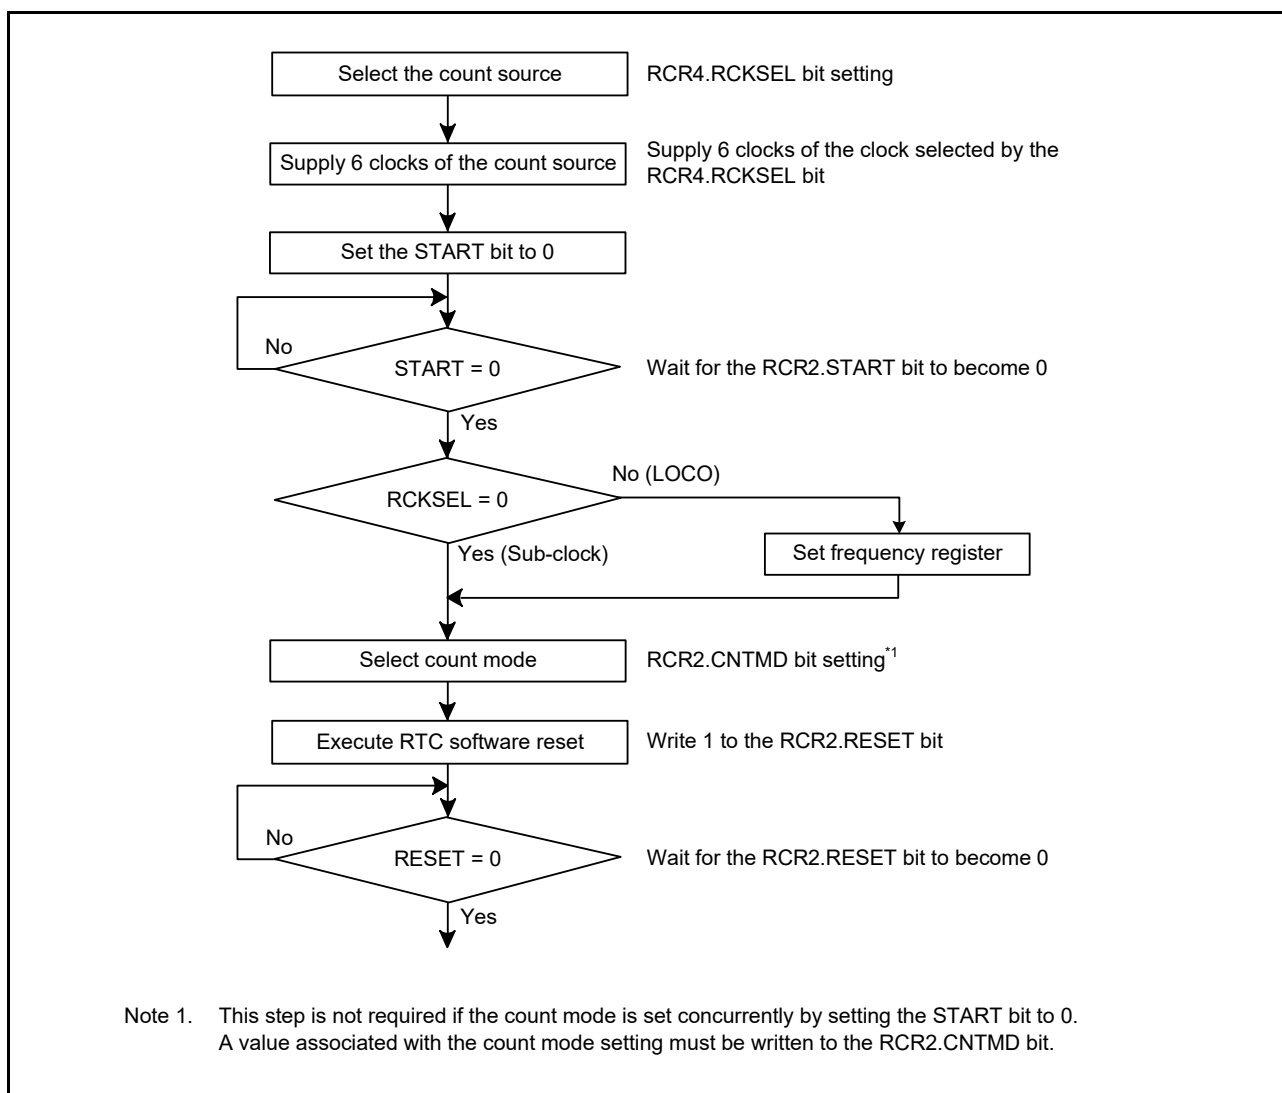 Select the count source
RCR4.RCKSEL bit setting
Supply 6 clocks of the count source
Supply 6 clocks of the clock selected by the
RCR4.RCKSEL bit
Set the START bit to 0
No
START = 0
Wait for the RCR2.START bit to become 0
Yes
No (LOCO)
RCKSEL = 0
Yes (Sub-clock)
Set frequency register
Select count mode
RCR2.CNTMD bit setting*1
Execute RTC software reset
Write 1 to the RCR2.RESET bit
No
RESET = 0
Wait for the RCR2.RESET bit to become 0
Yes
Note 1. This step is not required if the count mode is set concurrently by setting the START bit to 0.
A value associated with the count mode setting must be written to the RCR2.CNTMD bit.